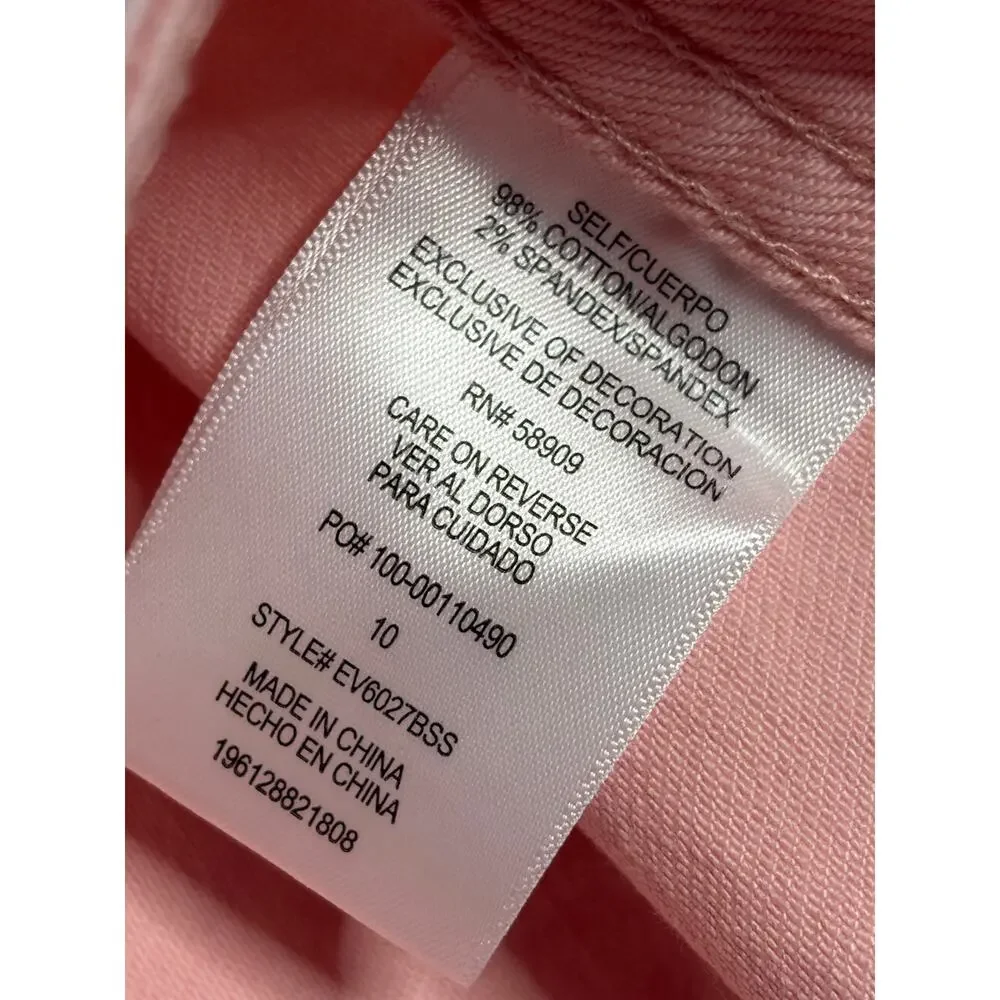 SELF/CUERPO
98% COTTON/ALGODON
2% SPANDEX/SPANDEX
EXCLUSIVE OF DECORATION
EXCLUSIVE DE DECORACION
RN# 58909
CARE ON REVERSE
VER AL DORSO
PARA CUIDADO
PO# 100-00110490
10
STYLE# EV6027BSS
MADE IN CHINA
HECHO EN CHINA
196128821808